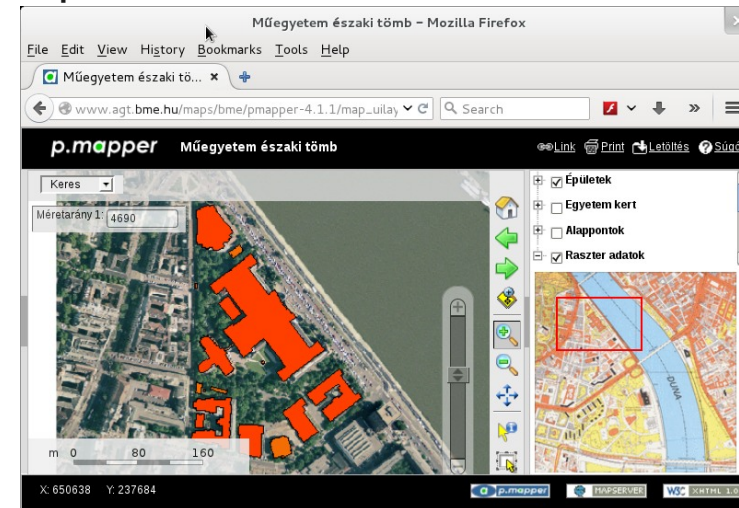 Műegyetem északi tömb – Mozilla Firefox
File Edit View History Bookmarks Tools Help
Műegyetem északi tö... ×
www.agt.bme.hu/maps/bme/pmapper-4.1.1/map_uilay Search
p.mapper Műegyetem északi tömb Link Print Letöltés Súgó
Keres
Méretarány 1: 4690
Épületek
Egyetem kert
Alappontok
Raszter adatok
DUNA
m 0 80 160
X: 650638 Y: 237684 p.mapper MAPSERVER W3C XHTML 1.0